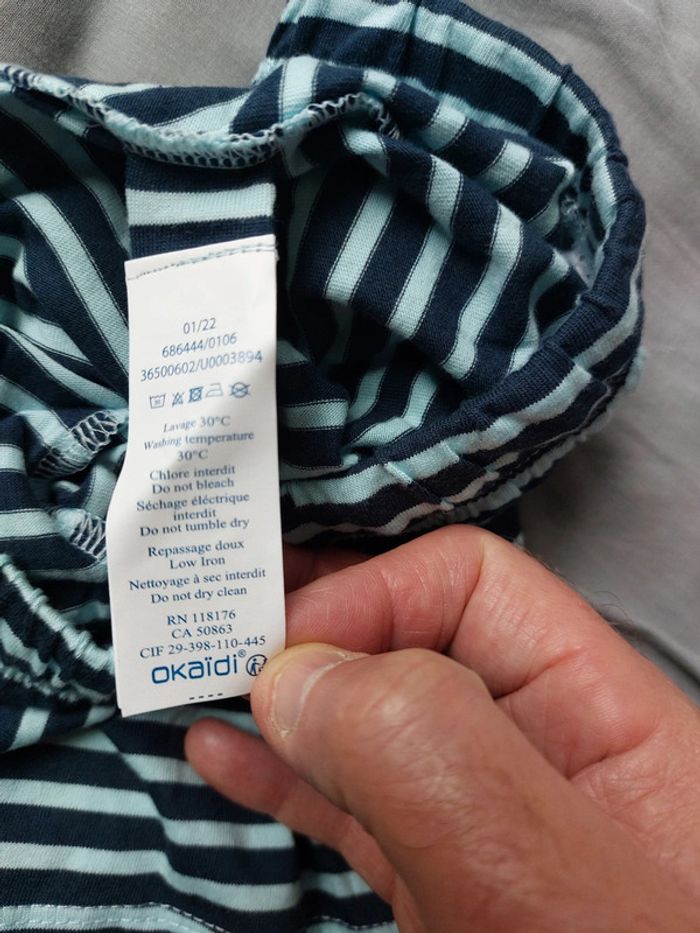 01/22
686444/0106
36500602/U0003894
30
Lavage 30°C
Washing temperature
30°C
Chlore interdit
Do not bleach
Séchage éléctrique
interdit
Do not tumble dry
Repassage doux
Low Iron
Nettoyage à sec interdit
Do not dry clean
RN 118176
CA 50863
CIF 29-398-110-445
OKaïdi®